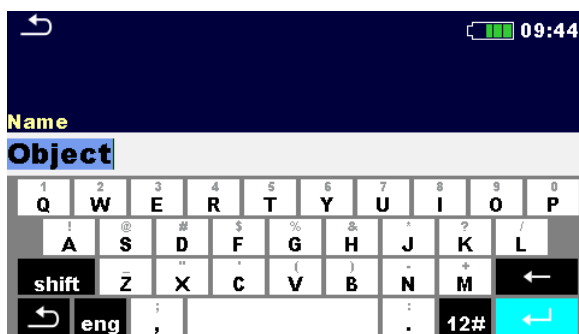 09:44
Name
Object
1 2 3 4 5 6 7 8 9 0
Q W E R T Y U I O P
! @ # $ % & * ? /
A S D F G H J K L
_ " ' ( ) - +
shift Z X C V B N M
; :
eng , . 12#